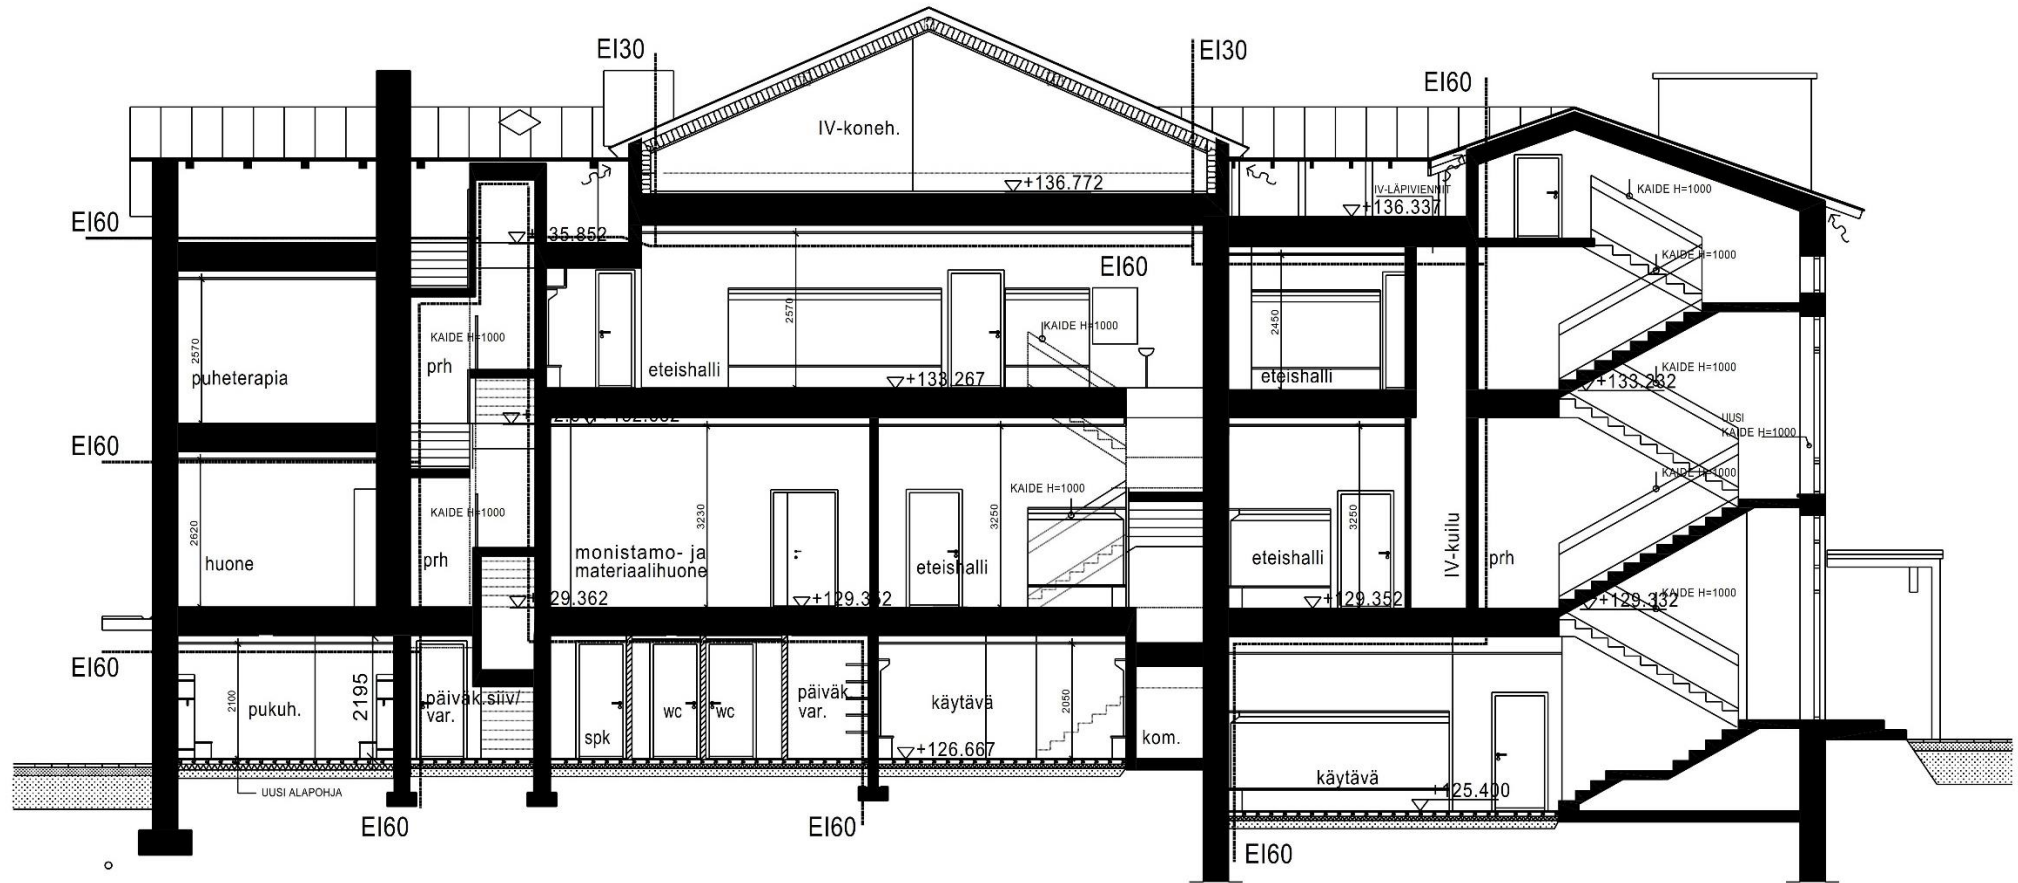 EI30
EI30
EI60
IV-koneh.
+136.772
IV-LÄPIVIENNIT
+136.337
KAIDE H=1000
EI60
+135.852
KAIDE H=1000
EI60
2570
puheterapia
KAIDE H=1000
prh
eteishalli
2570
+133.267
KAIDE H=1000
2450
eteishalli
KAIDE H=1000
+133.232
UUSI
KAIDE H=1000
EI60
KAIDE H=1000
2620
huone
KAIDE H=1000
prh
monistamo- ja
materiaalihuone
3230
+129.362
+129.352
3250
eteishalli
KAIDE H=1000
eteishalli
3250
+129.352
IV-kuilu
prh
KAIDE H=1000
+129.332
EI60
2100
pukuh.
2195
päiväk.siiv/
var.
spk
wc
wc
päiväk.
var.
käytävä
2050
+126.667
kom.
käytävä
+125.400
UUSI ALAPOHJA
EI60
EI60
EI60